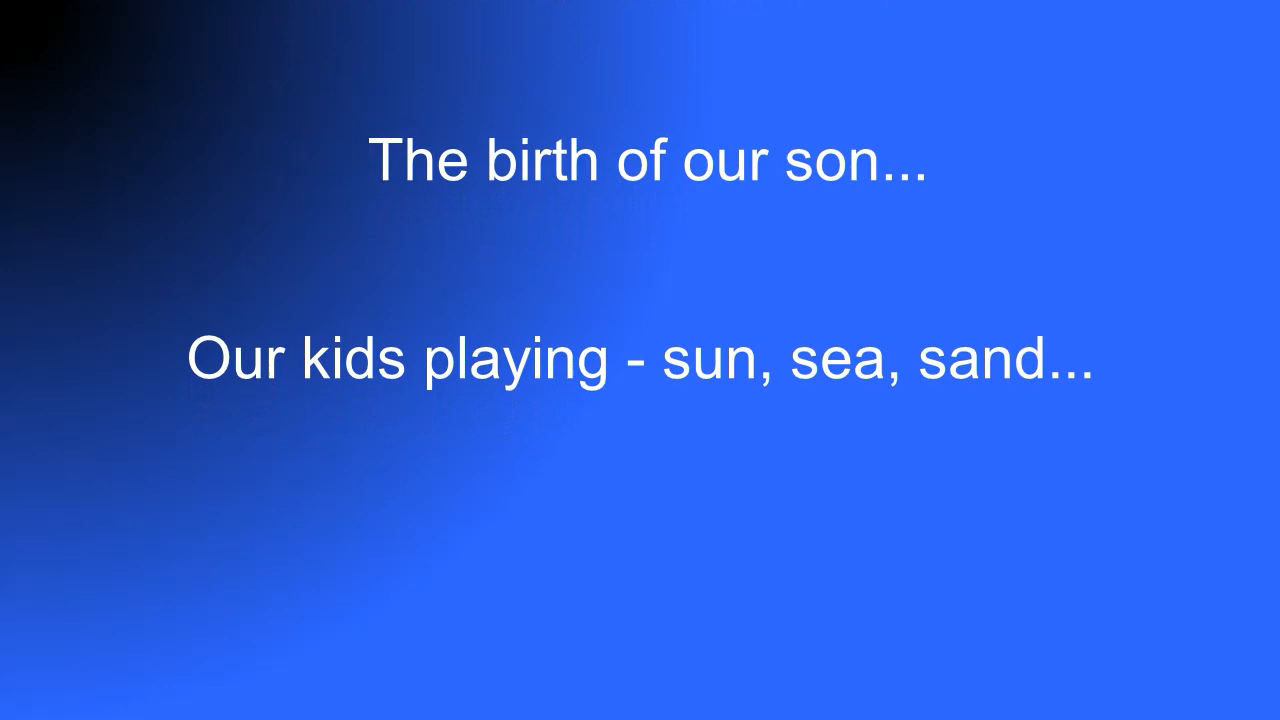 The birth of our son...
Our kids playing - sun, sea, sand...